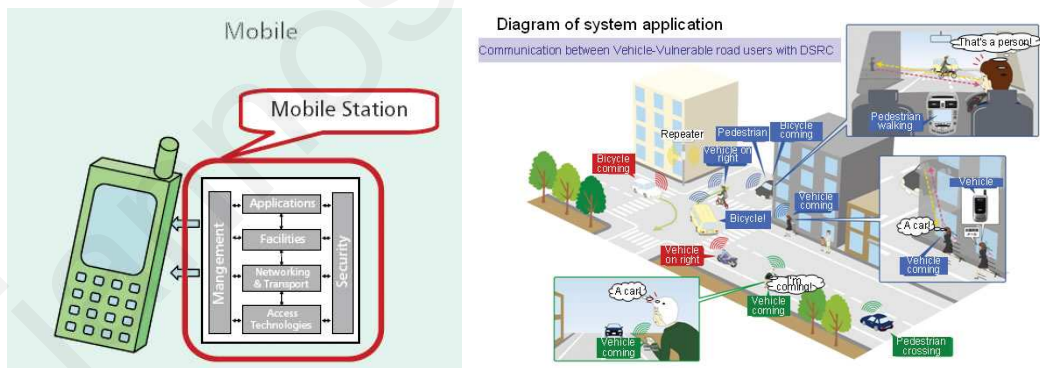 Mobile
Mobile Station
Mangement
Applications
Facilities
Networking
& Transport
Access
Technologies
Security
Diagram of system application
Communication between Vehicle-Vulnerable road users with DSRC
That's a person!
Pedestrian
walking
Repeater
Bicycle
coming
Vehicle on
right
Pedestrian
Bicycle
coming
Vehicle
coming
Bicycle!
Vehicle
on right
Vehicle
A car!
Vehicle
coming
I'm
coming!
Vehicle
coming
A car!
Vehicle
coming
Pedestrian
crossing